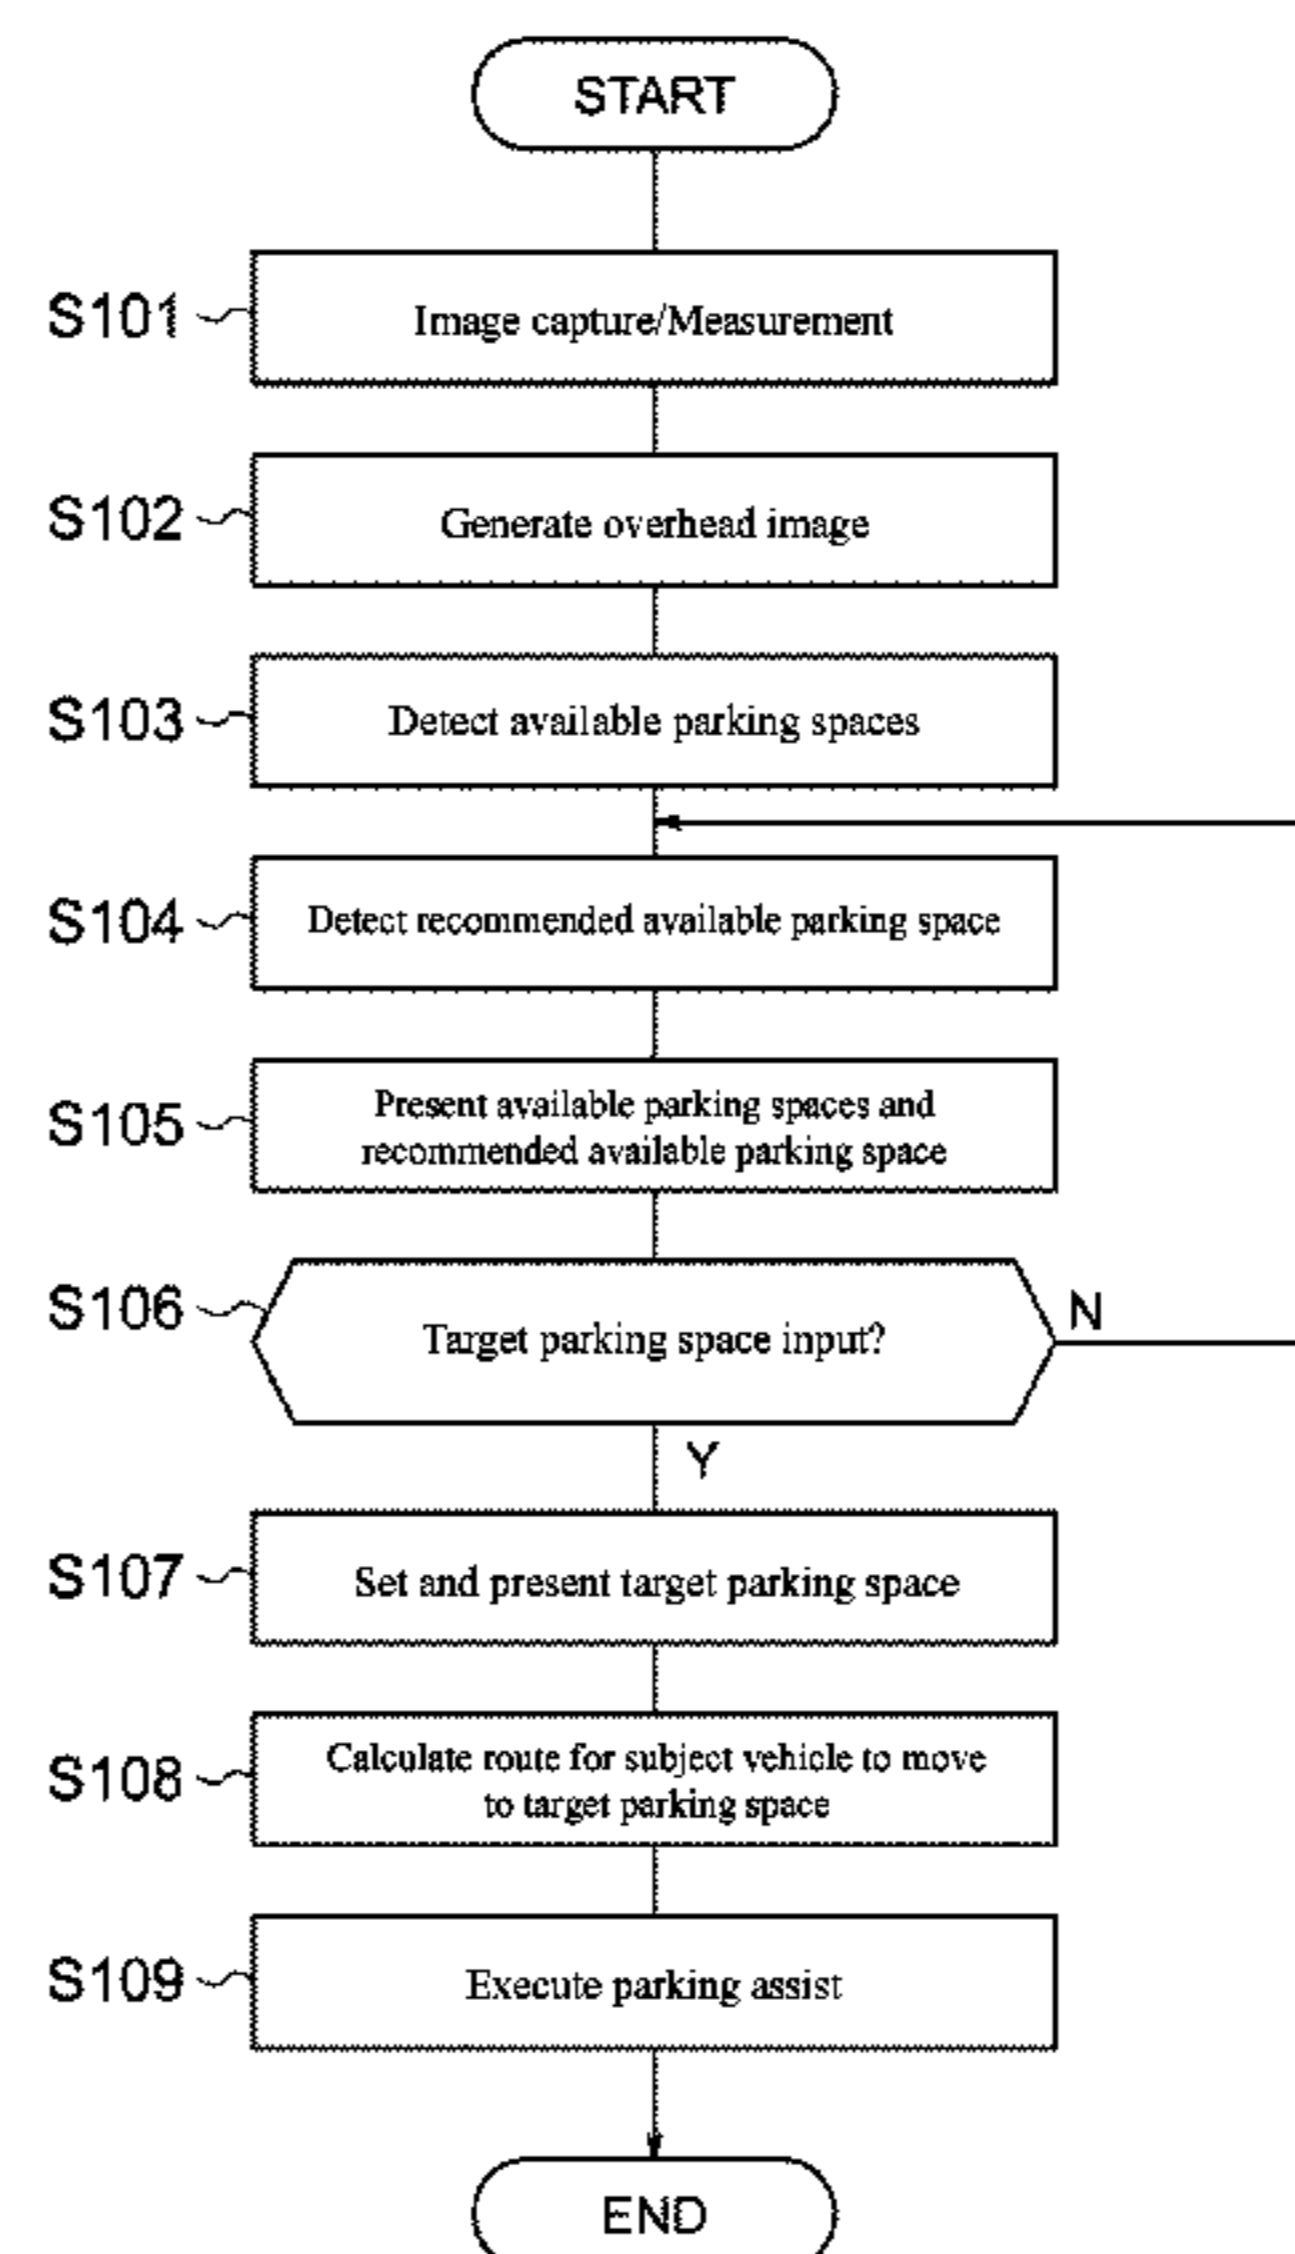 START
S101
Image capture/Measurement
S102
Generate overhead image
S103
Detect available parking spaces
S104
Detect recommended available parking space
S105
Present available parking spaces and
recommended available parking space
S106
Target parking space input?
N
Y
S107
Set and present target parking space
S108
Calculate route for subject vehicle to move
to target parking space
S109
Execute parking assist
END